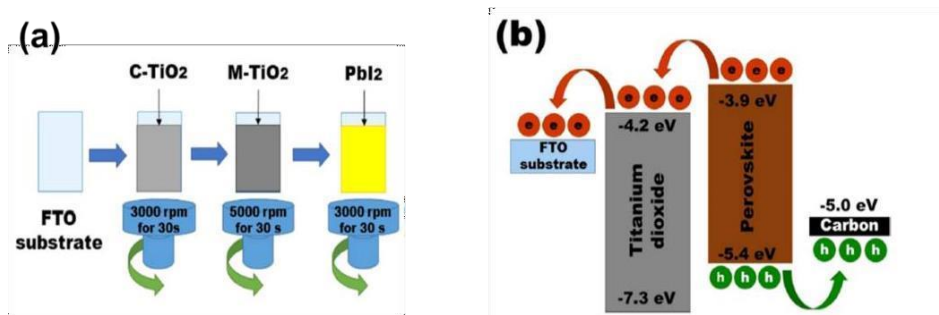 (a)
C-TiO2
M-TiO2
PbI2
FTO
substrate
3000 rpm
for 30s
5000 rpm
for 30 s
3000 rpm
for 30 s
(b)
e e e
e e e
e e e
-3.9 eV
-4.2 eV
FTO
substrate
Titanium
dioxide
Perovskite
-5.0 eV
Carbon
-5.4 eV
h h h
h h h
-7.3 eV